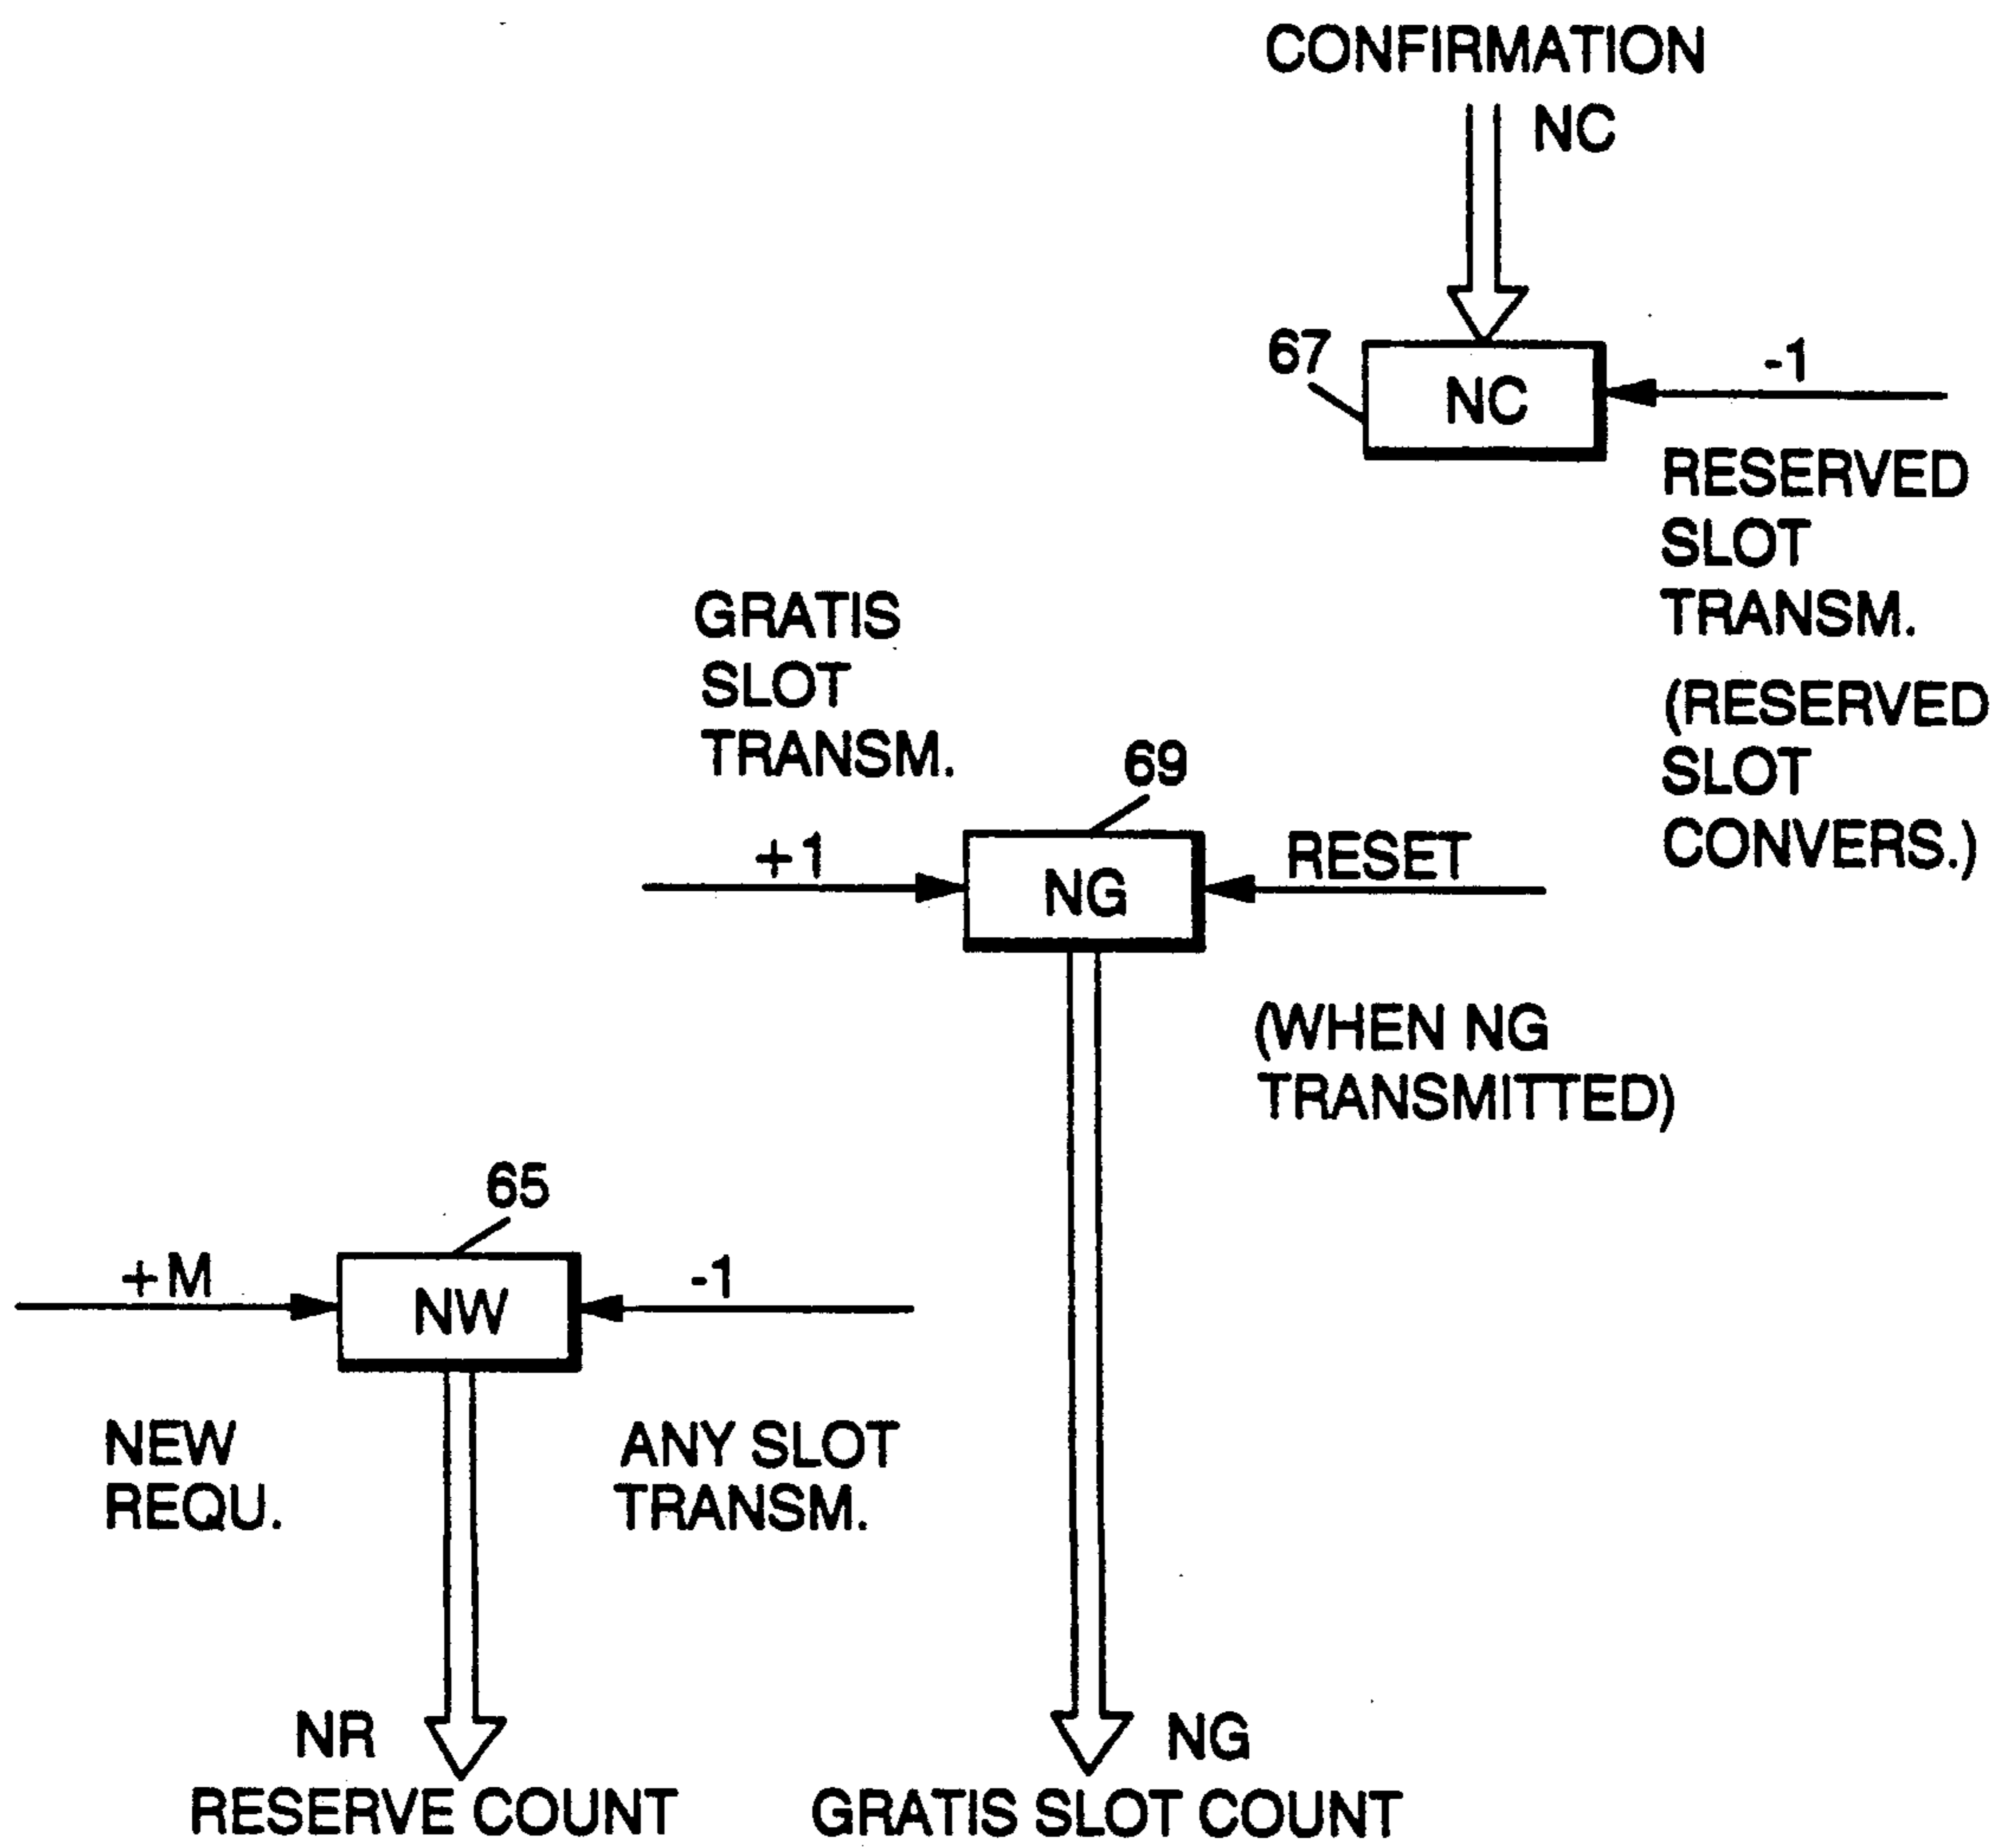 CONFIRMATION
NC
67
NC
-1
RESERVED
SLOT
TRANSM.
(RESERVED
SLOT
CONVERS.)
GRATIS
SLOT
TRANSM.
69
+1
NG
RESET
(WHEN NG
TRANSMITTED)
65
+M
NW
-1
NEW
REQU.
ANY SLOT
TRANSM.
NR
RESERVE COUNT
NG
GRATIS SLOT COUNT